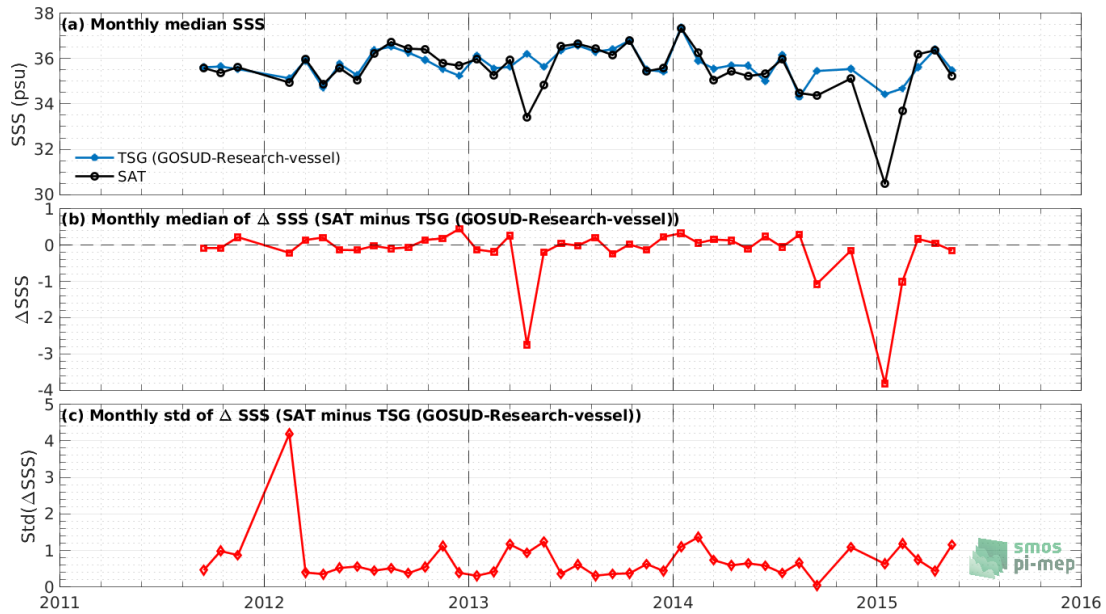 (a) Monthly median SSS
38
36
34
32
30
SSS (psu)
TSG (GOSUD-Research-vessel)
SAT
(b) Monthly median of Δ SSS (SAT minus TSG (GOSUD-Research-vessel))
1
0
-1
-2
-3
-4
ΔSSS
(c) Monthly std of Δ SSS (SAT minus TSG (GOSUD-Research-vessel))
5
4
3
2
1
0
Std(ΔSSS)
smos
pi-mep
2011 2012 2013 2014 2015 2016